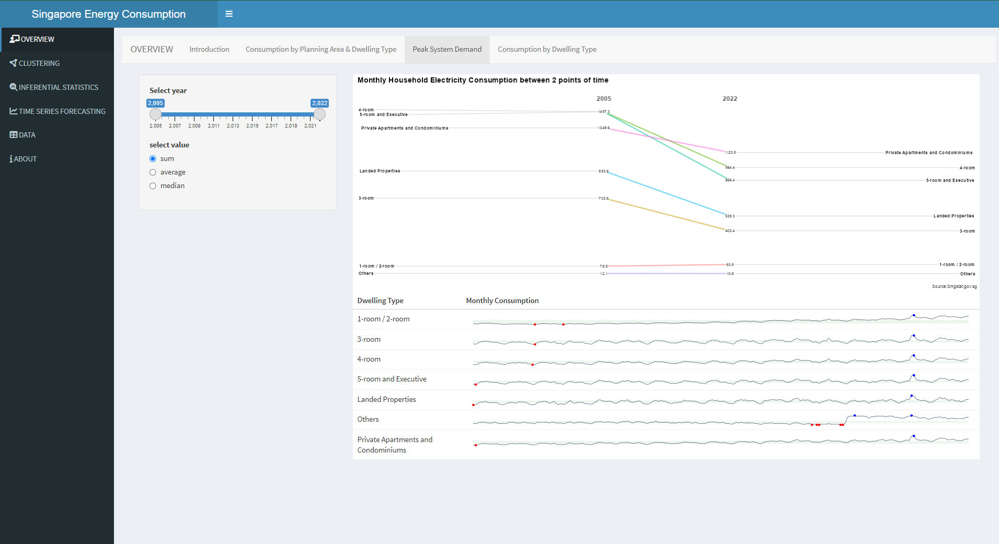 Singapore Energy Consumption
OVERVIEW
CLUSTERING
INFERENTIAL STATISTICS
TIME SERIES FORECASTING
DATA
ABOUT
OVERVIEW Introduction Consumption by Planning Area & Dwelling Type Peak System Demand Consumption by Dwelling Type
Select year
2,005 2,022
2,005 2,007 2,009 2,011 2,013 2,015 2,017 2,019 2,021
select value
sum
average
median
Monthly Household Electricity Consumption between 2 points of time
2005 2022
4-room
1497.3
5-room and Executive
Private Apartments and Condominiums 1349.6
1123.5 Private Apartments and Condominiums
984.4 4-room
Landed Properties 953.6
868.4 5-room and Executive
3-room 703.6
539.3 Landed Properties
403.4 3-room
1-room / 2-room 78.5 93.9 1-room / 2-room
Others 12.1 10.6 Others
Source:Singstat.gov.sg
Dwelling Type Monthly Consumption
1-room / 2-room
3-room
4-room
5-room and Executive
Landed Properties
Others
Private Apartments and
Condominiums